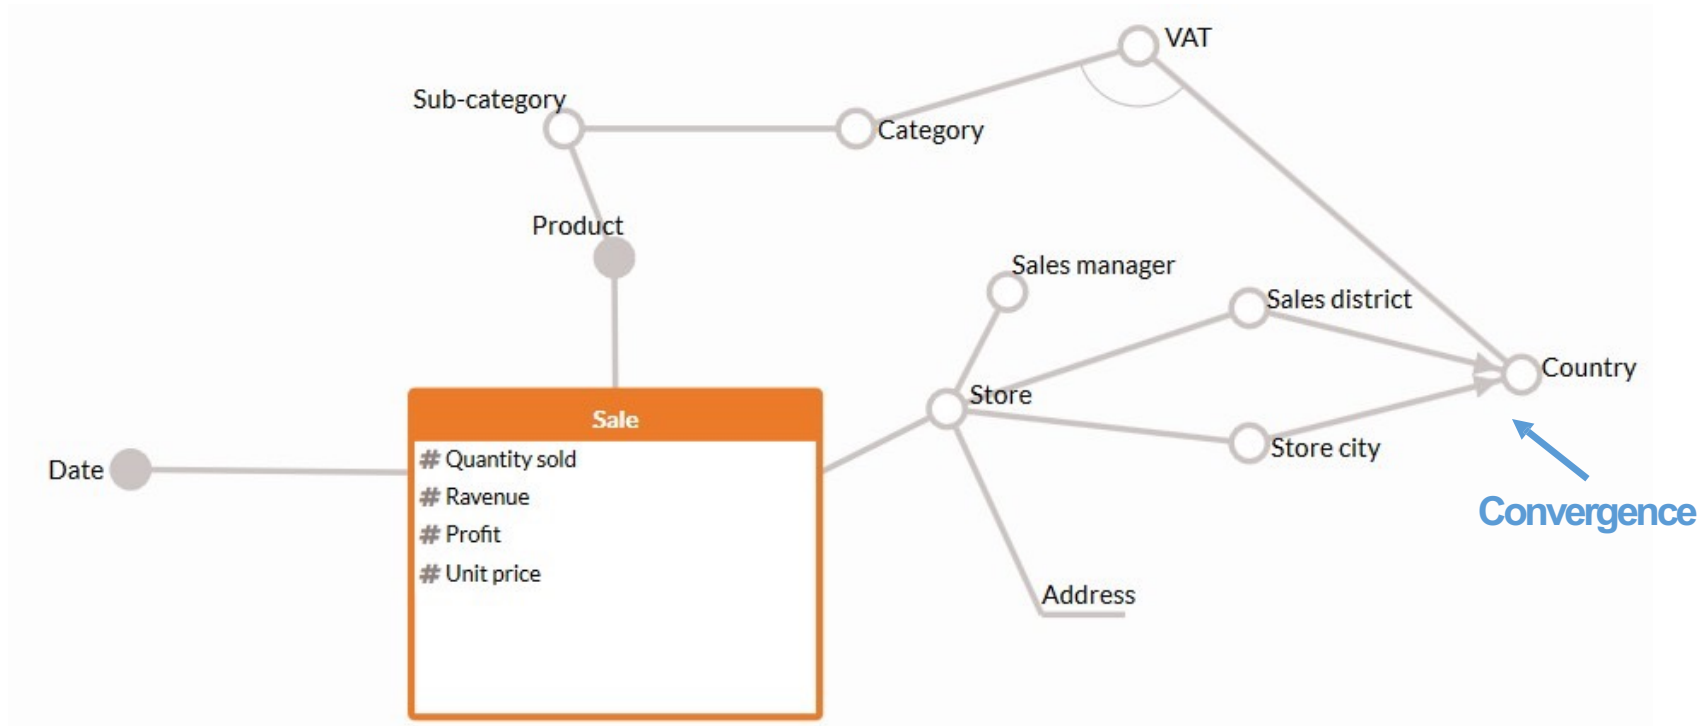 VAT
Sub-category
Category
Product
Sales manager
Sales district
Country
Store
Sale
Store city
Date
# Quantity sold
# Ravenue
# Profit
# Unit price
Convergence
Address